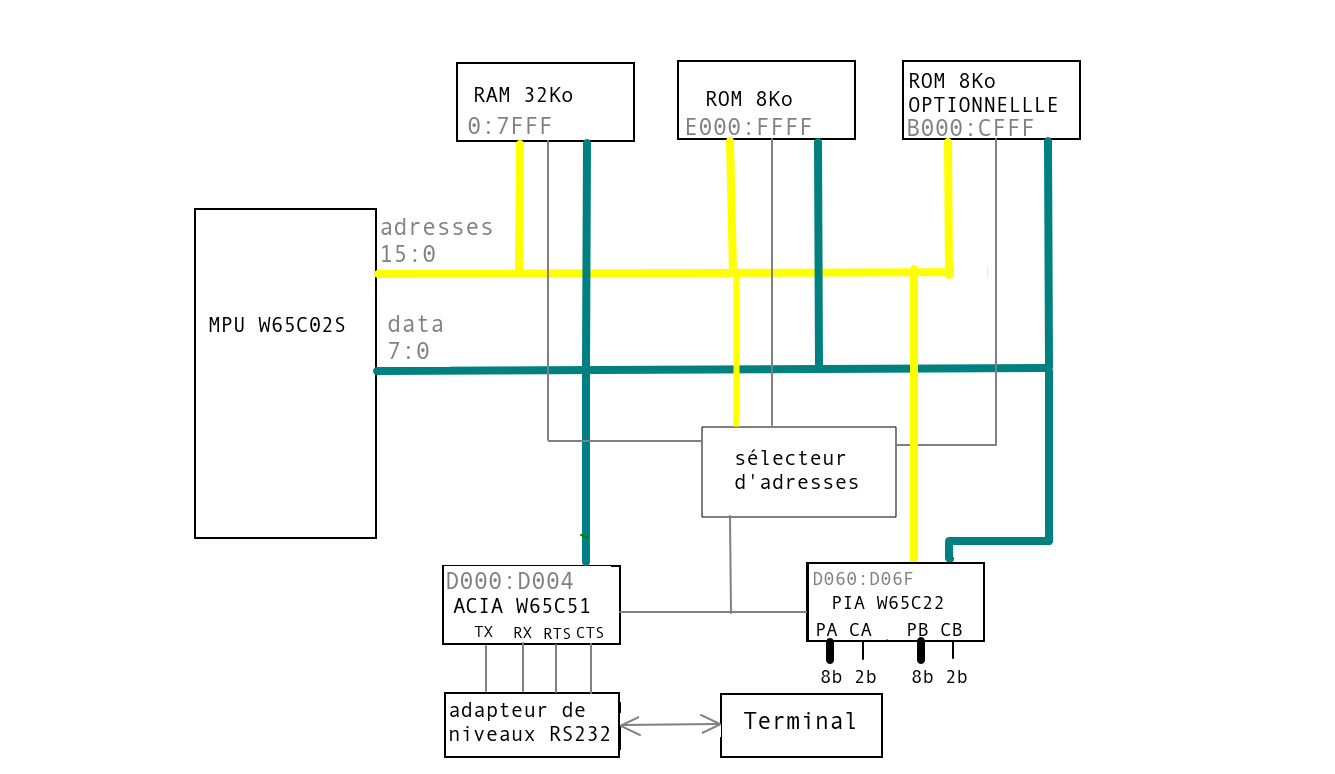 RAM 32Ko
0:7FFF
ROM 8Ko
E000:FFFF
ROM 8Ko
OPTIONNELLLE
B000:CFFF
adresses
15:0
MPU W65C02S
data
7:0
sélecteur
d'adresses
D000:D004
ACIA W65C51
TX RX RTS CTS
D060:D06F
PIA W65C22
PA CA PB CB
8b 2b 8b 2b
adapteur de
niveaux RS232
Terminal